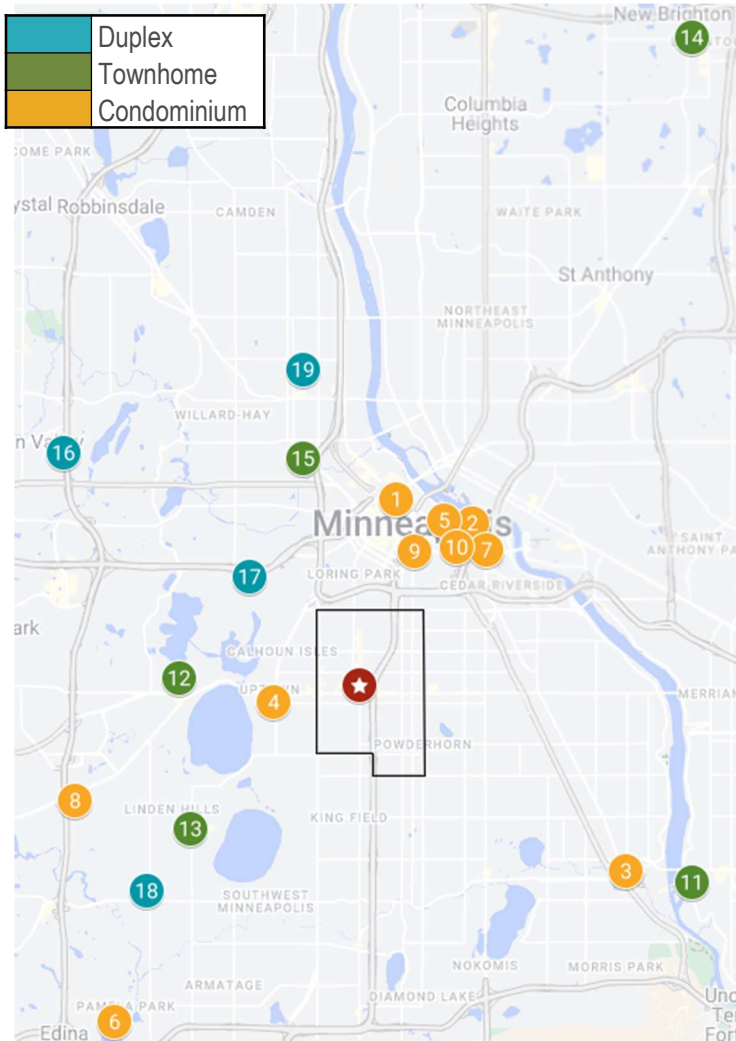 Duplex
Townhome
Condominium
New Brighton
14
Columbia
Heights
COME PARK
ystal Robbinsdale
CAMDEN
WAITE PARK
St Anthony
NORTHEAST
MINNEAPOLIS
19
WILLARD-HAY
n Valley
16
15
1
Minneapolis
5
2
SAINT
ANTHONY PA
9
10
7
LORING PARK
17
CEDAR RIVERSIDE
ark
CALHOUN ISLES
12
UPTOWN
4
MERRIAM
POWDERHORN
8
LINDEN HILLS
13
KING FIELD
3
11
18
SOUTHWEST
MINNEAPOLIS
NOKOMIS
MORRIS PARK
ARMATAGE
DIAMOND LAKE
PAMELA PARK
6
Edina
Unc
Ter
Fort